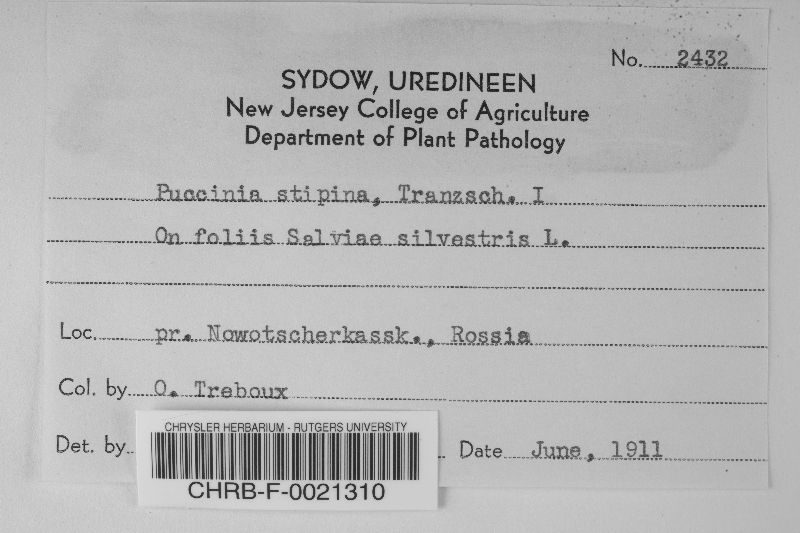 No. 2432
SYDOW, UREDINEEN
New Jersey College of Agriculture
Department of Plant Pathology
Puccinia stipina, Tranzsch. I
On foliis Salviae silvestris L.
Loc. pr. Nowotscherkassk., Rossia
Col. by O. Treboux
Det. by
Date June, 1911
CHRYSLER HERBARIUM - RUTGERS UNIVERSITY
CHRB-F-0021310